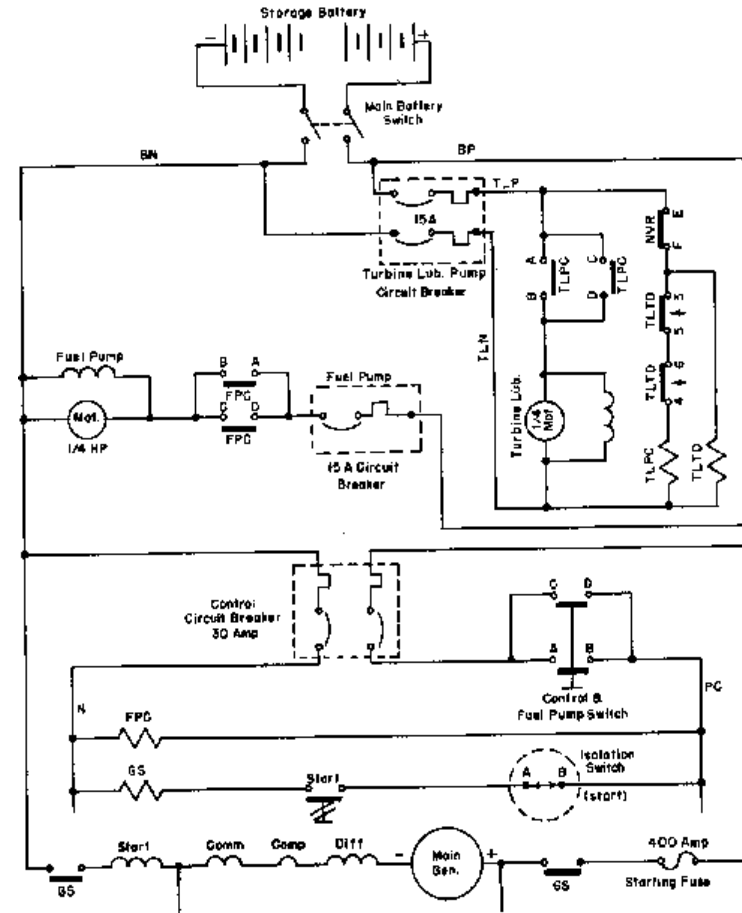 Storage Battery
- +
Main Battery
Switch
BN
BP
TLP
15A
Turbine Lub. Pump
Circuit Breaker
A
B
TLPC
C
D
TLPC
NVR
E
F
TLTD
TLTD
6
4
TLN
Fuel Pump
Mot.
1/4 HP
B A
FPC
C D
FPC
Fuel Pump
15 A Circuit
Breaker
Turbine Lub.
1/4
Mot
TLPC
TLTD
Control
Circuit Breaker
30 Amp
C D
A B
Control &
Fuel Pump Switch
N
PC
FPC
GS
Start
Isolation
Switch
A B
(Start)
GS
Start
Comm
Comp
Diff
-
Main
Gen.
+
GS
400 Amp
Starting Fuse